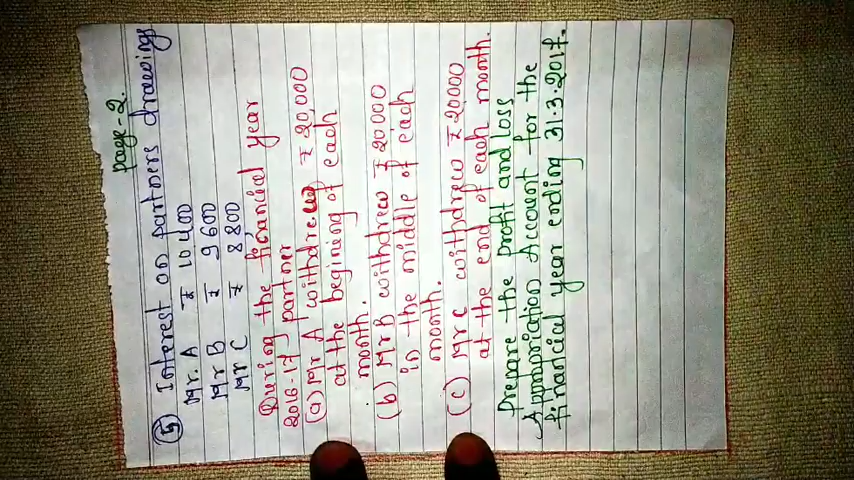 Page-2.
(5) Interest on partners drawings
Mr. A ₹ 10400
Mr B ₹ 9600
Mr C ₹ 8800
During the financial year
2016-17 partner
(a) Mr A withdrew ₹ 20,000
at the begining of each
month.
(b) Mr B withdrew ₹ 20000
in the middle of each
month.
(c) Mr C withdrew ₹ 20000
at the end of each month.
Prepare the profit and loss
Appropriation Account for the
financial year ending 31.3.2017.